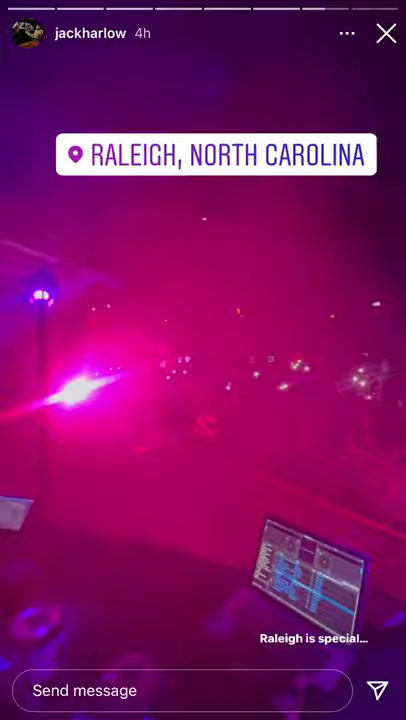 jackharlow 4h
RALEIGH, NORTH CAROLINA
Raleigh is special...
Send message